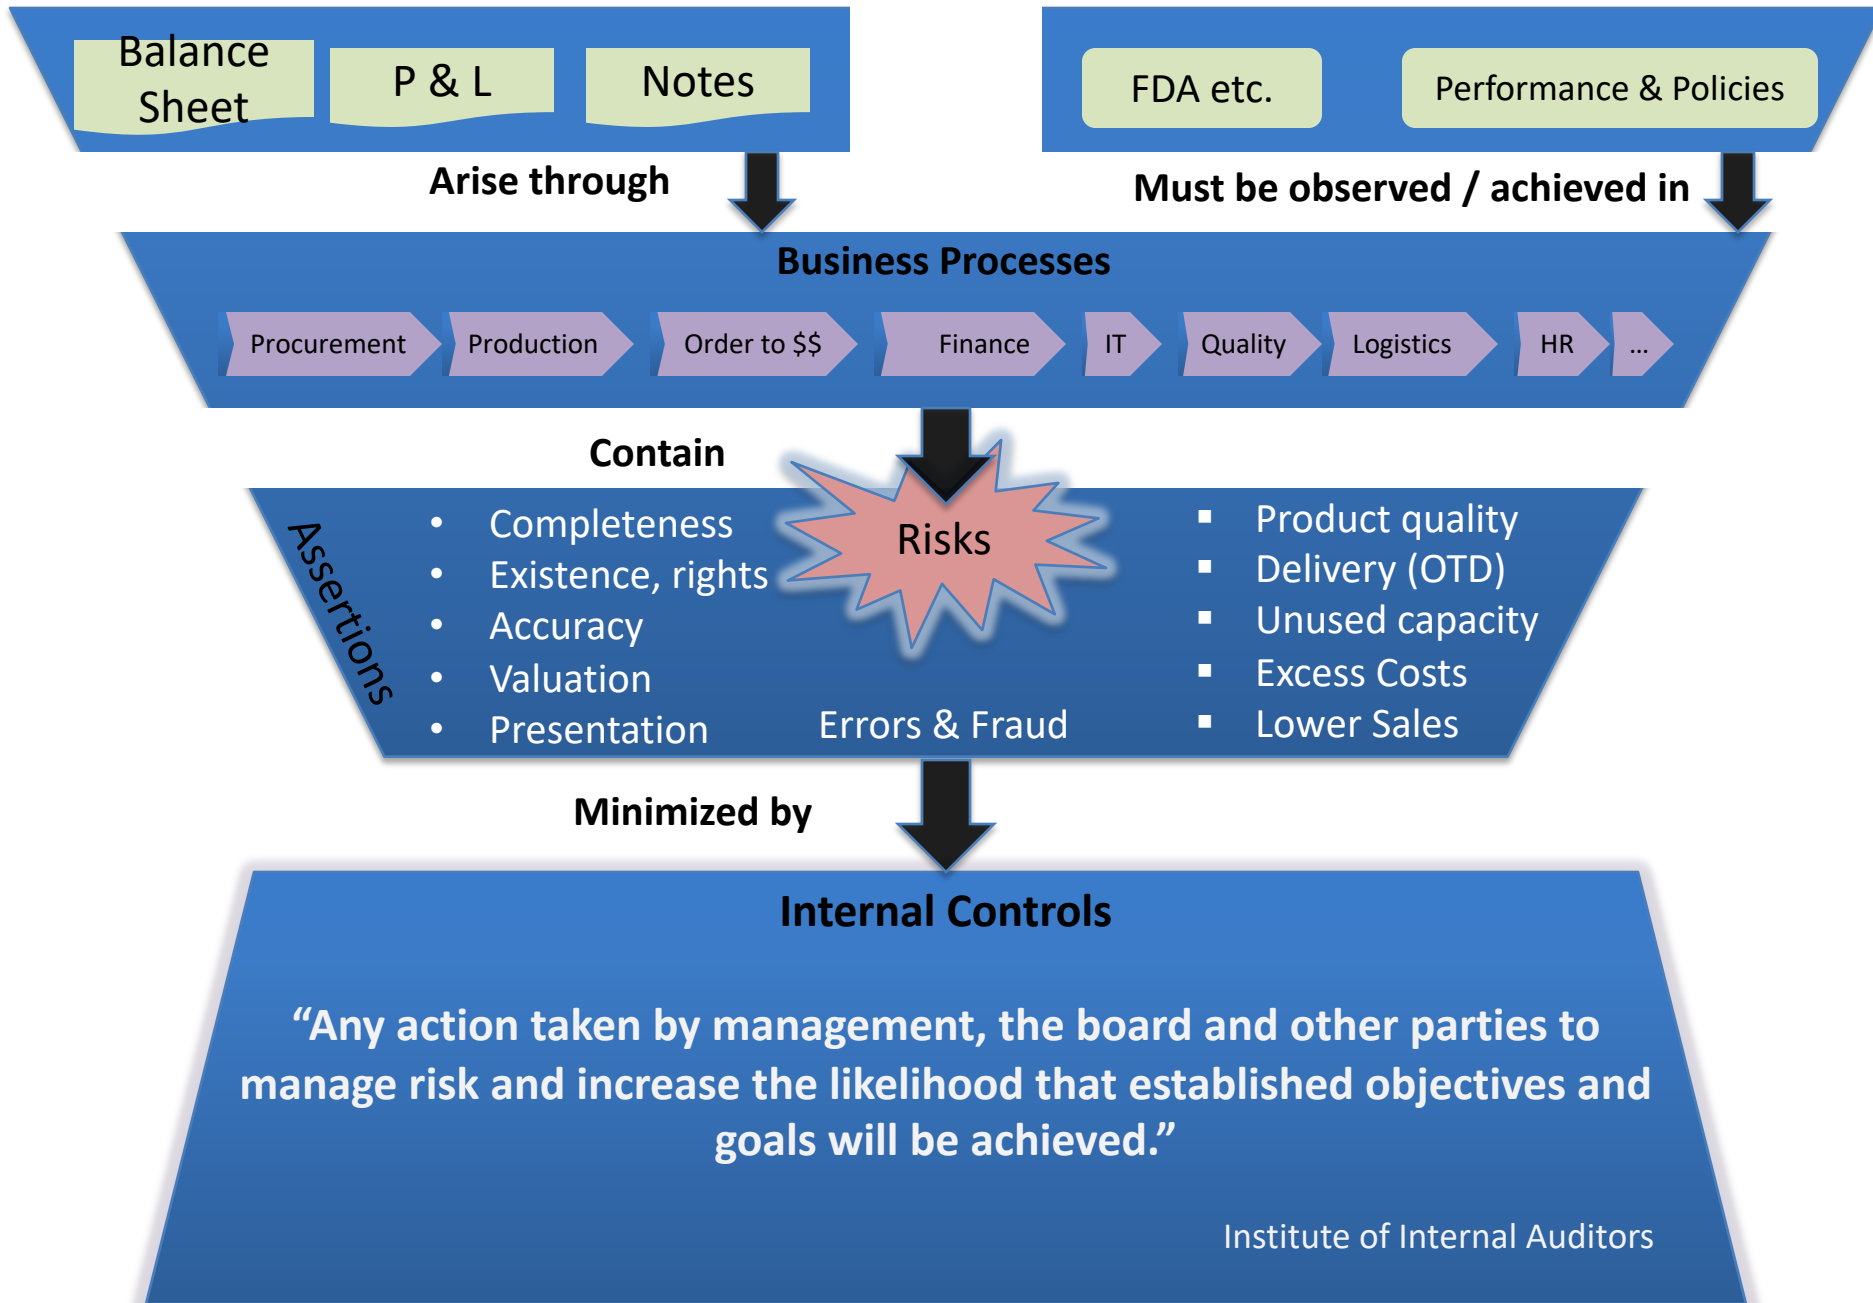 Balance
Sheet
P & L
Notes
FDA etc.
Performance & Policies
Arise through
Must be observed / achieved in
Business Processes
Procurement
Production
Order to $$
Finance
IT
Quality
Logistics
HR
...
Contain
Risks
Assertions
• Completeness
• Existence, rights
• Accuracy
• Valuation
• Presentation
Errors & Fraud
▪ Product quality
▪ Delivery (OTD)
▪ Unused capacity
▪ Excess Costs
▪ Lower Sales
Minimized by
Internal Controls
“Any action taken by management, the board and other parties to
manage risk and increase the likelihood that established objectives and
goals will be achieved.”
Institute of Internal Auditors